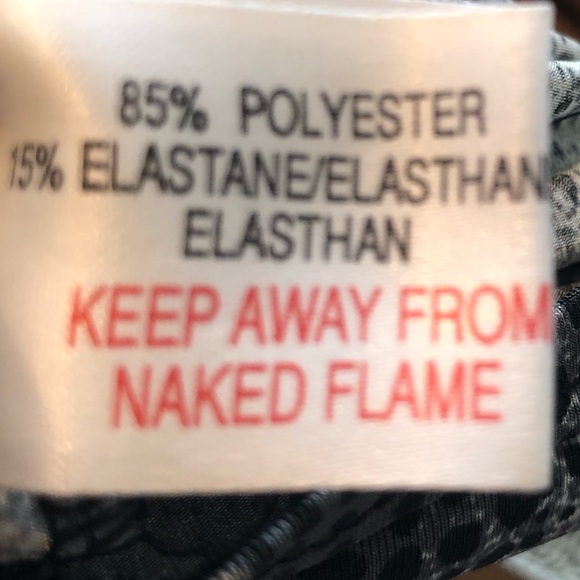 85% POLYESTER
15% ELASTANE/ELASTHAN
ELASTHAN
KEEP AWAY FROM
NAKED FLAME